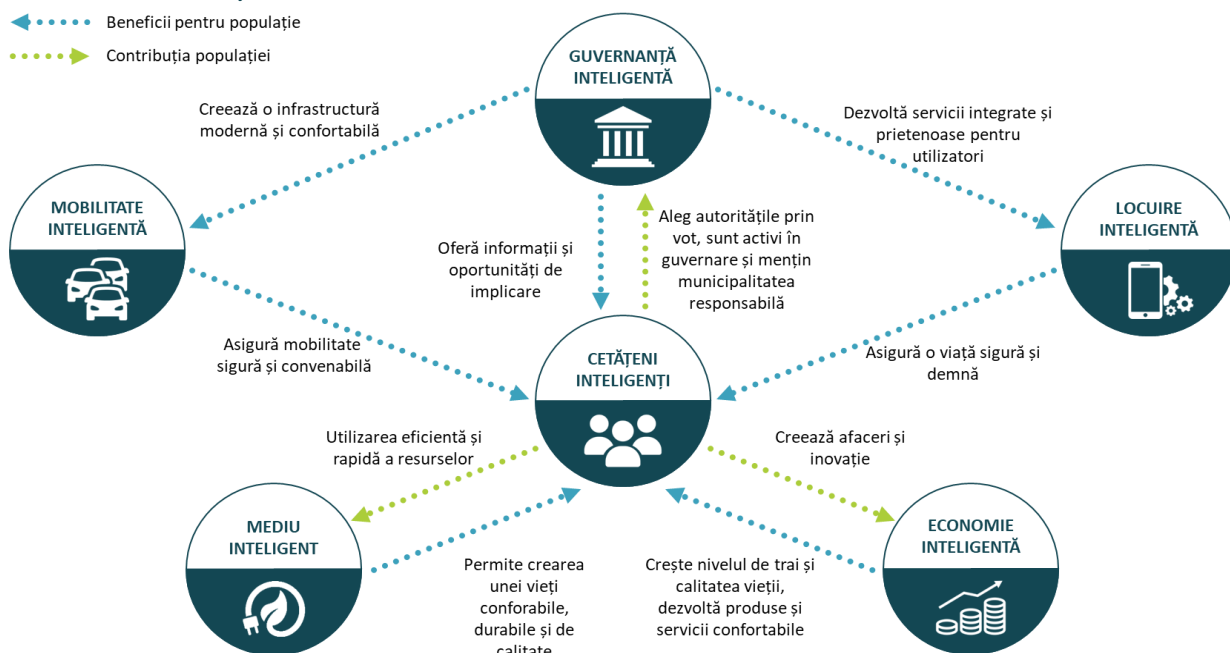 Beneficii pentru populație
Contribuția populației
GUVERNANȚĂ
INTELIGENTĂ
Creează o infrastructură
modernă și confortabilă
Dezvoltă servicii integrate și
prietenoase pentru
utilizatori
MOBILITATE
INTELIGENTĂ
LOCUIRE
INTELIGENTĂ
Oferă informații și
oportunități de
implicare
Aleg autoritățile prin
vot, sunt activi în
guvernare și mențin
municipalitatea
responsabilă
Asigură mobilitate
sigură și convenabilă
CETĂȚENI
INTELIGENȚI
Asigură o viață sigură și
demnă
Utilizarea eficientă și
rapidă a resurselor
Creează afaceri și
inovație
MEDIU
INTELIGENT
ECONOMIE
INTELIGENTĂ
Permite crearea
unei vieți
conforabile,
durabile și de
calitate
Crește nivelul de trai și
calitatea vieții,
dezvoltă produse și
servicii confortabile